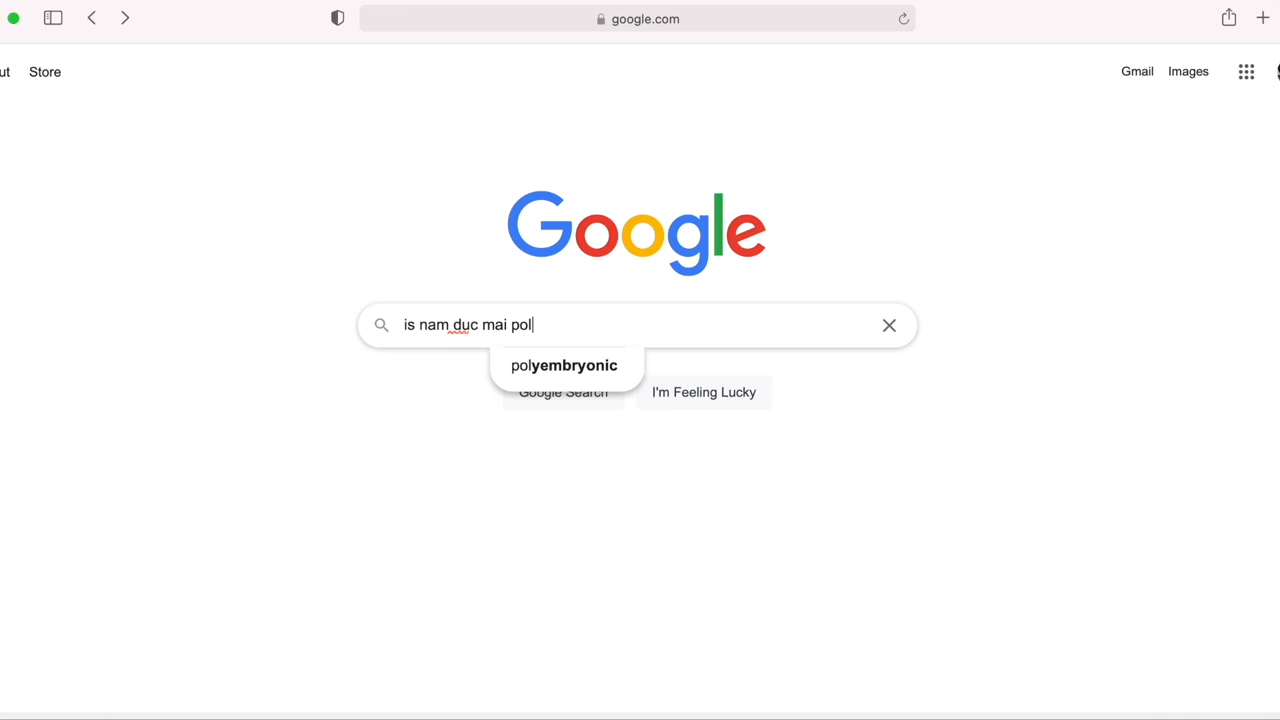 google.com
ut Store
Gmail Images
Google
is nam duc mai pol
polyembryonic
Google Search I'm Feeling Lucky